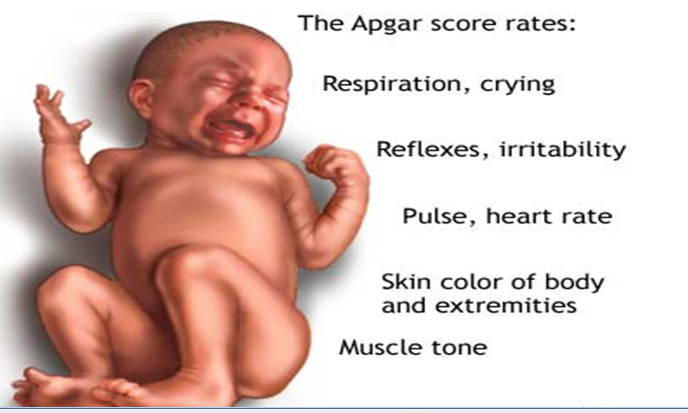 The Apgar score rates:
Respiration, crying
Reflexes, irritability
Pulse, heart rate
Skin color of body
and extremities
Muscle tone